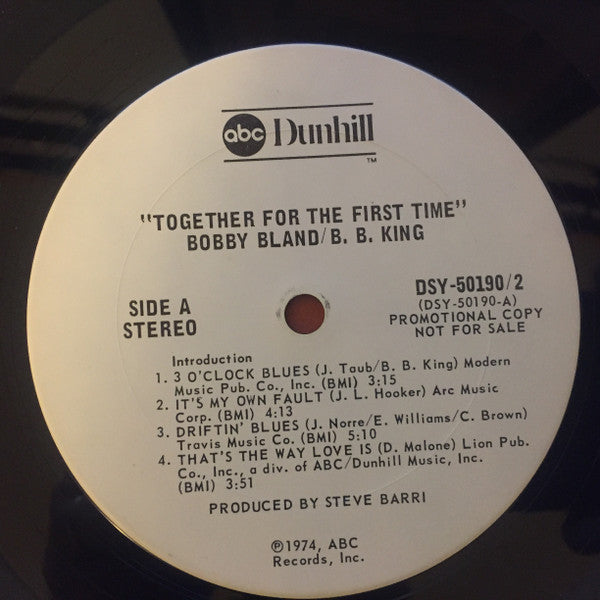 abc Dunhill
™
"TOGETHER FOR THE FIRST TIME"
BOBBY BLAND/B. B. KING
SIDE A
STEREO
DSY-50190/2
(DSY-50190-A)
PROMOTIONAL COPY
NOT FOR SALE
Introduction
1. 3 O'CLOCK BLUES (J. Taub/B. B. King) Modern
Music Pub. Co., Inc. (BMI) 3:15
2. IT'S MY OWN FAULT (J. L. Hooker) Arc Music
Corp. (BMI) 4:13
3. DRIFTIN' BLUES (J. Norre/E. Williams/C. Brown)
Travis Music Co. (BMI) 5:10
4. THAT'S THE WAY LOVE IS (D. Malone) Lion Pub.
Co., Inc., a div. of ABC/Dunhill Music, Inc.
(BMI) 3:51
PRODUCED BY STEVE BARRI
℗1974, ABC
Records, Inc.